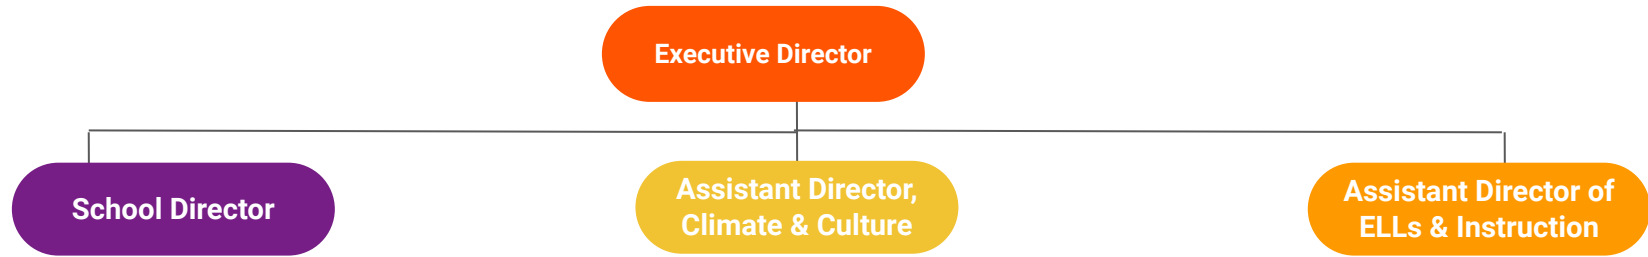 Executive Director
School Director
Assistant Director,
Climate & Culture
Assistant Director of
ELLs & Instruction